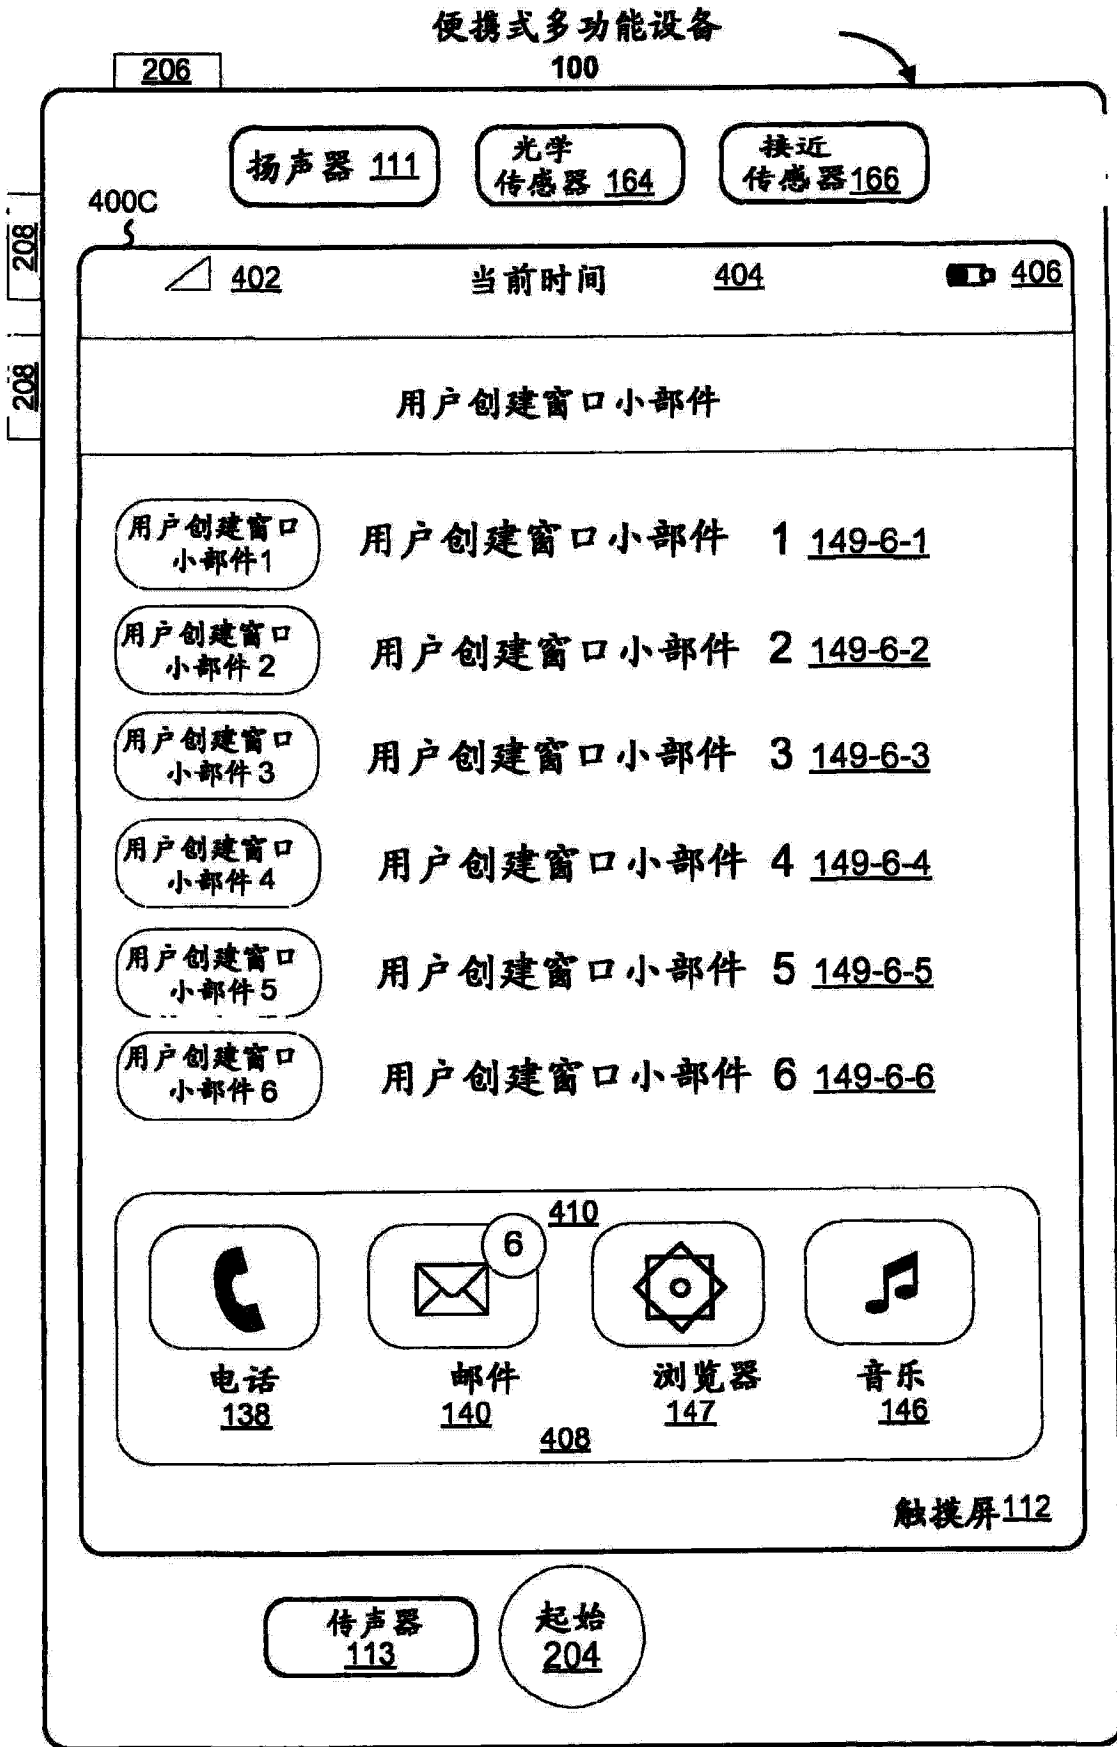 便携式多功能设备
100
206
扬声器 111
光学
传感器 164
接近
传感器 166
400C
208
208
402
当前时间 404
406
用户创建窗口小部件
用户创建窗口
小部件 1
用户创建窗口小部件 1 149-6-1
用户创建窗口
小部件 2
用户创建窗口小部件 2 149-6-2
用户创建窗口
小部件 3
用户创建窗口小部件 3 149-6-3
用户创建窗口
小部件 4
用户创建窗口小部件 4 149-6-4
用户创建窗口
小部件 5
用户创建窗口小部件 5 149-6-5
用户创建窗口
小部件 6
用户创建窗口小部件 6 149-6-6
410
6
电话
138
邮件
140
浏览器
147
音乐
146
408
触摸屏 112
传声器
113
起始
204